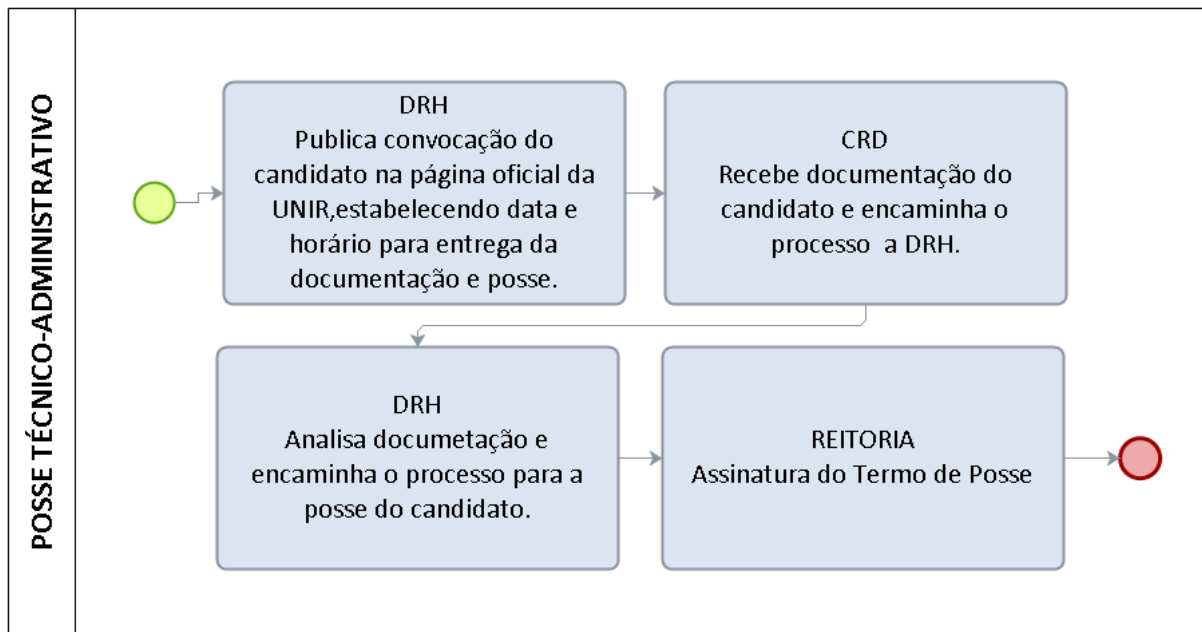 POSSE TÉCNICO-ADMINISTRATIVO
DRH
Publica convocação do
candidato na página oficial da
UNIR,estabelecendo data e
horário para entrega da
documentação e posse.
CRD
Recebe documentação do
candidato e encaminha o
processo  a DRH.
DRH
Analisa documetação e
encaminha o processo para a
posse do candidato.
REITORIA
Assinatura do Termo de Posse